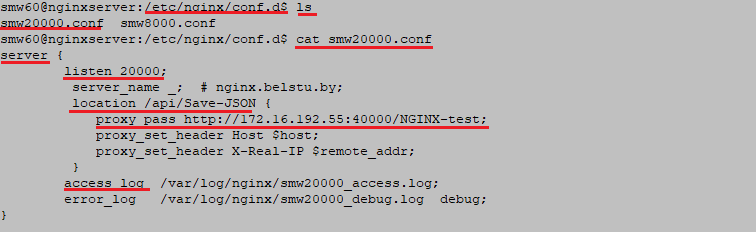 smw60@nginxserver:/etc/nginx/conf.d$ ls
smw20000.conf  smw8000.conf
smw60@nginxserver:/etc/nginx/conf.d$ cat smw20000.conf
server {
        listen 20000;
         server_name _;  # nginx.belstu.by;
         location /api/Save-JSON {
            proxy_pass http://172.16.192.55:40000/NGINX-test;
            proxy_set_header Host $host;
            proxy_set_header X-Real-IP $remote_addr;
         }
        access_log  /var/log/nginx/smw20000_access.log;
        error_log   /var/log/nginx/smw20000_debug.log  debug;
}